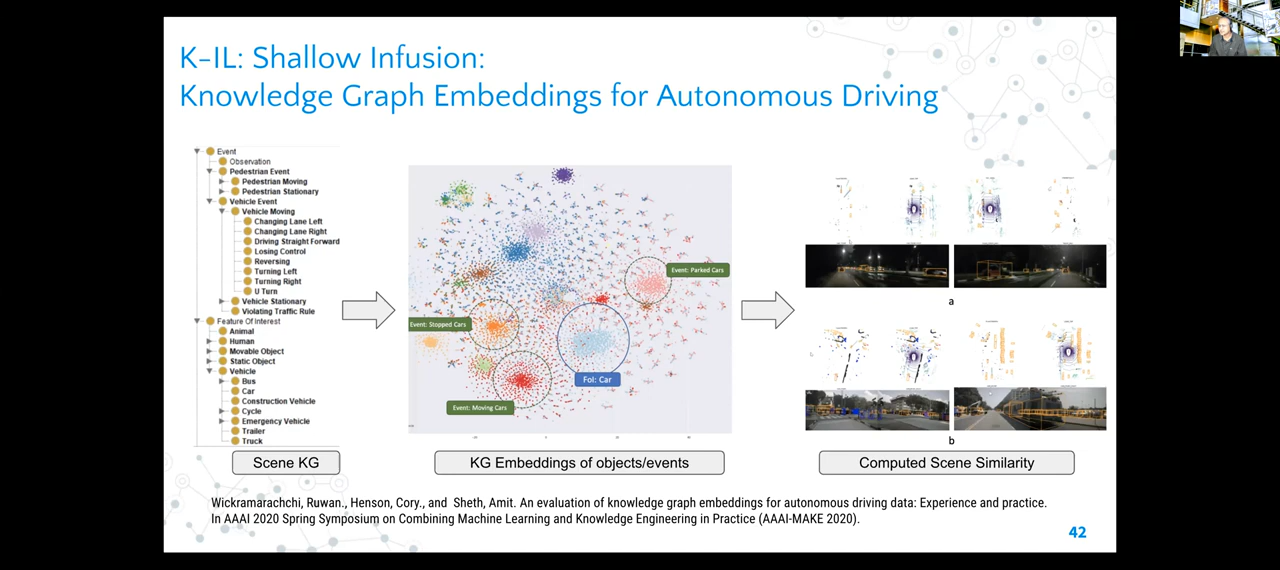 K-IL: Shallow Infusion:
Knowledge Graph Embeddings for Autonomous Driving
Event
Observation
Pedestrian Event
Pedestrian Moving
Pedestrian Stationary
Vehicle Event
Vehicle Moving
Changing Lane Left
Changing Lane Right
Driving Straight Forward
Losing Control
Reversing
Turning Left
Turning Right
U Turn
Vehicle Stationary
Violating Traffic Rule
Feature Of Interest
Animal
Human
Movable Object
Static Object
Vehicle
Bus
Car
Construction Vehicle
Cycle
Emergency Vehicle
Trailer
Truck
Scene KG
Event: Parked Cars
Event: Stopped Cars
FoI: Car
Event: Moving Cars
KG Embeddings of objects/events
a
b
Computed Scene Similarity
Wickramarachchi, Ruwan., Henson, Cory., and Sheth, Amit. An evaluation of knowledge graph embeddings for autonomous driving data: Experience and practice.
In AAAI 2020 Spring Symposium on Combining Machine Learning and Knowledge Engineering in Practice (AAAI-MAKE 2020).
42